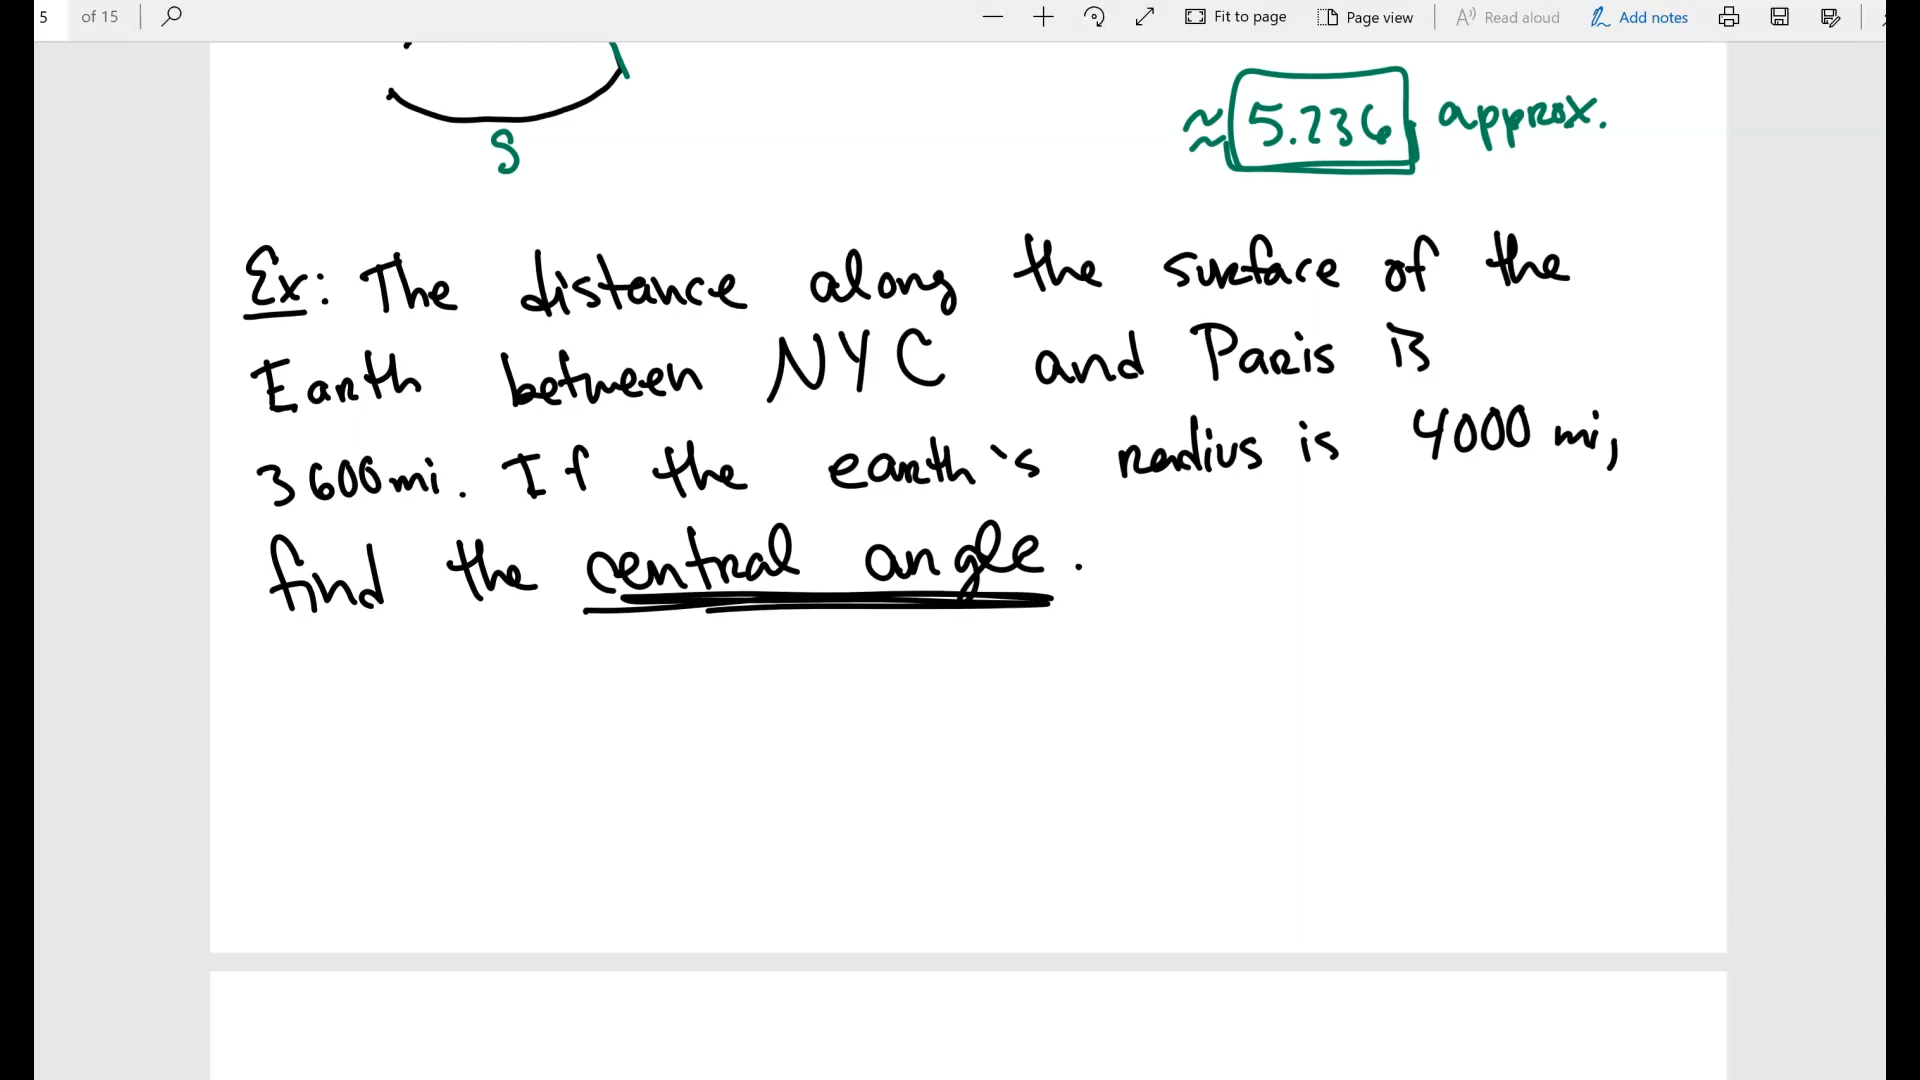 5 of 15 Fit to page Page view Read aloud Add notes
≈ 5.236 approx.
S
Ex: The distance along the surface of the
Earth between NYC and Paris is
3600mi. If the earth's radius is 4000 mi,
find the central angle.